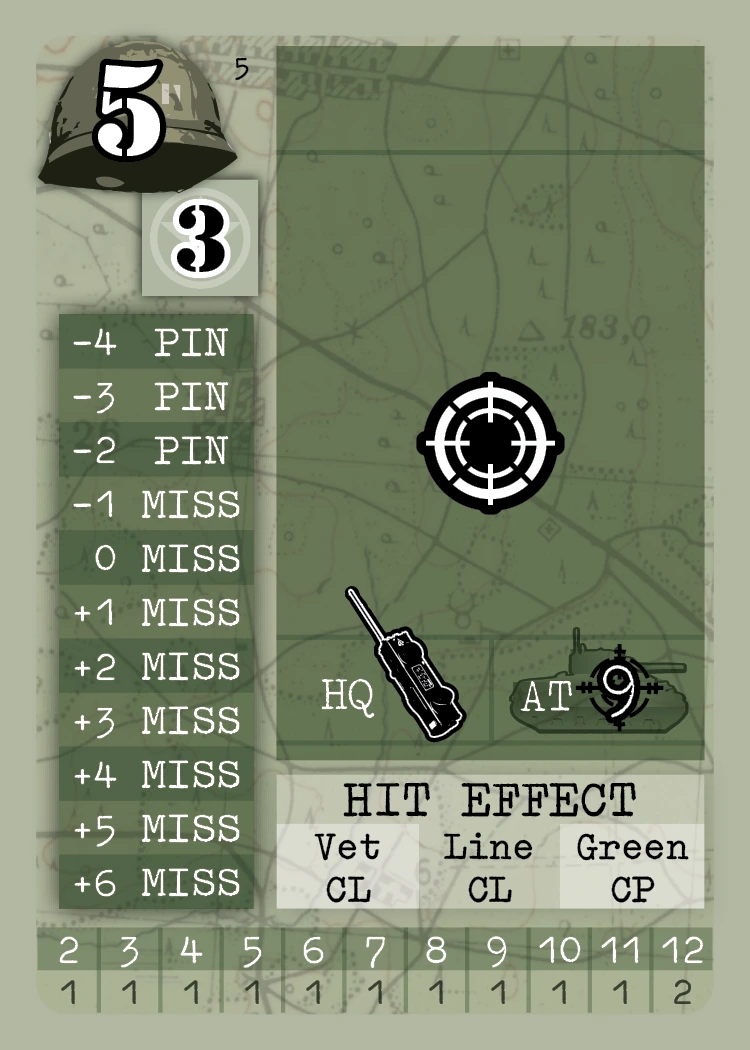 5
5
3
-4 PIN
-3 PIN
-2 PIN
-1 MISS
0 MISS
+1 MISS
+2 MISS
+3 MISS
+4 MISS
+5 MISS
+6 MISS
183,0
26
HQ
AT 9
HIT EFFECT
Vet Line Green
CL CL CP
2 3 4 5 6 7 8 9 10 11 12
1 1 1 1 1 1 1 1 1 1 2